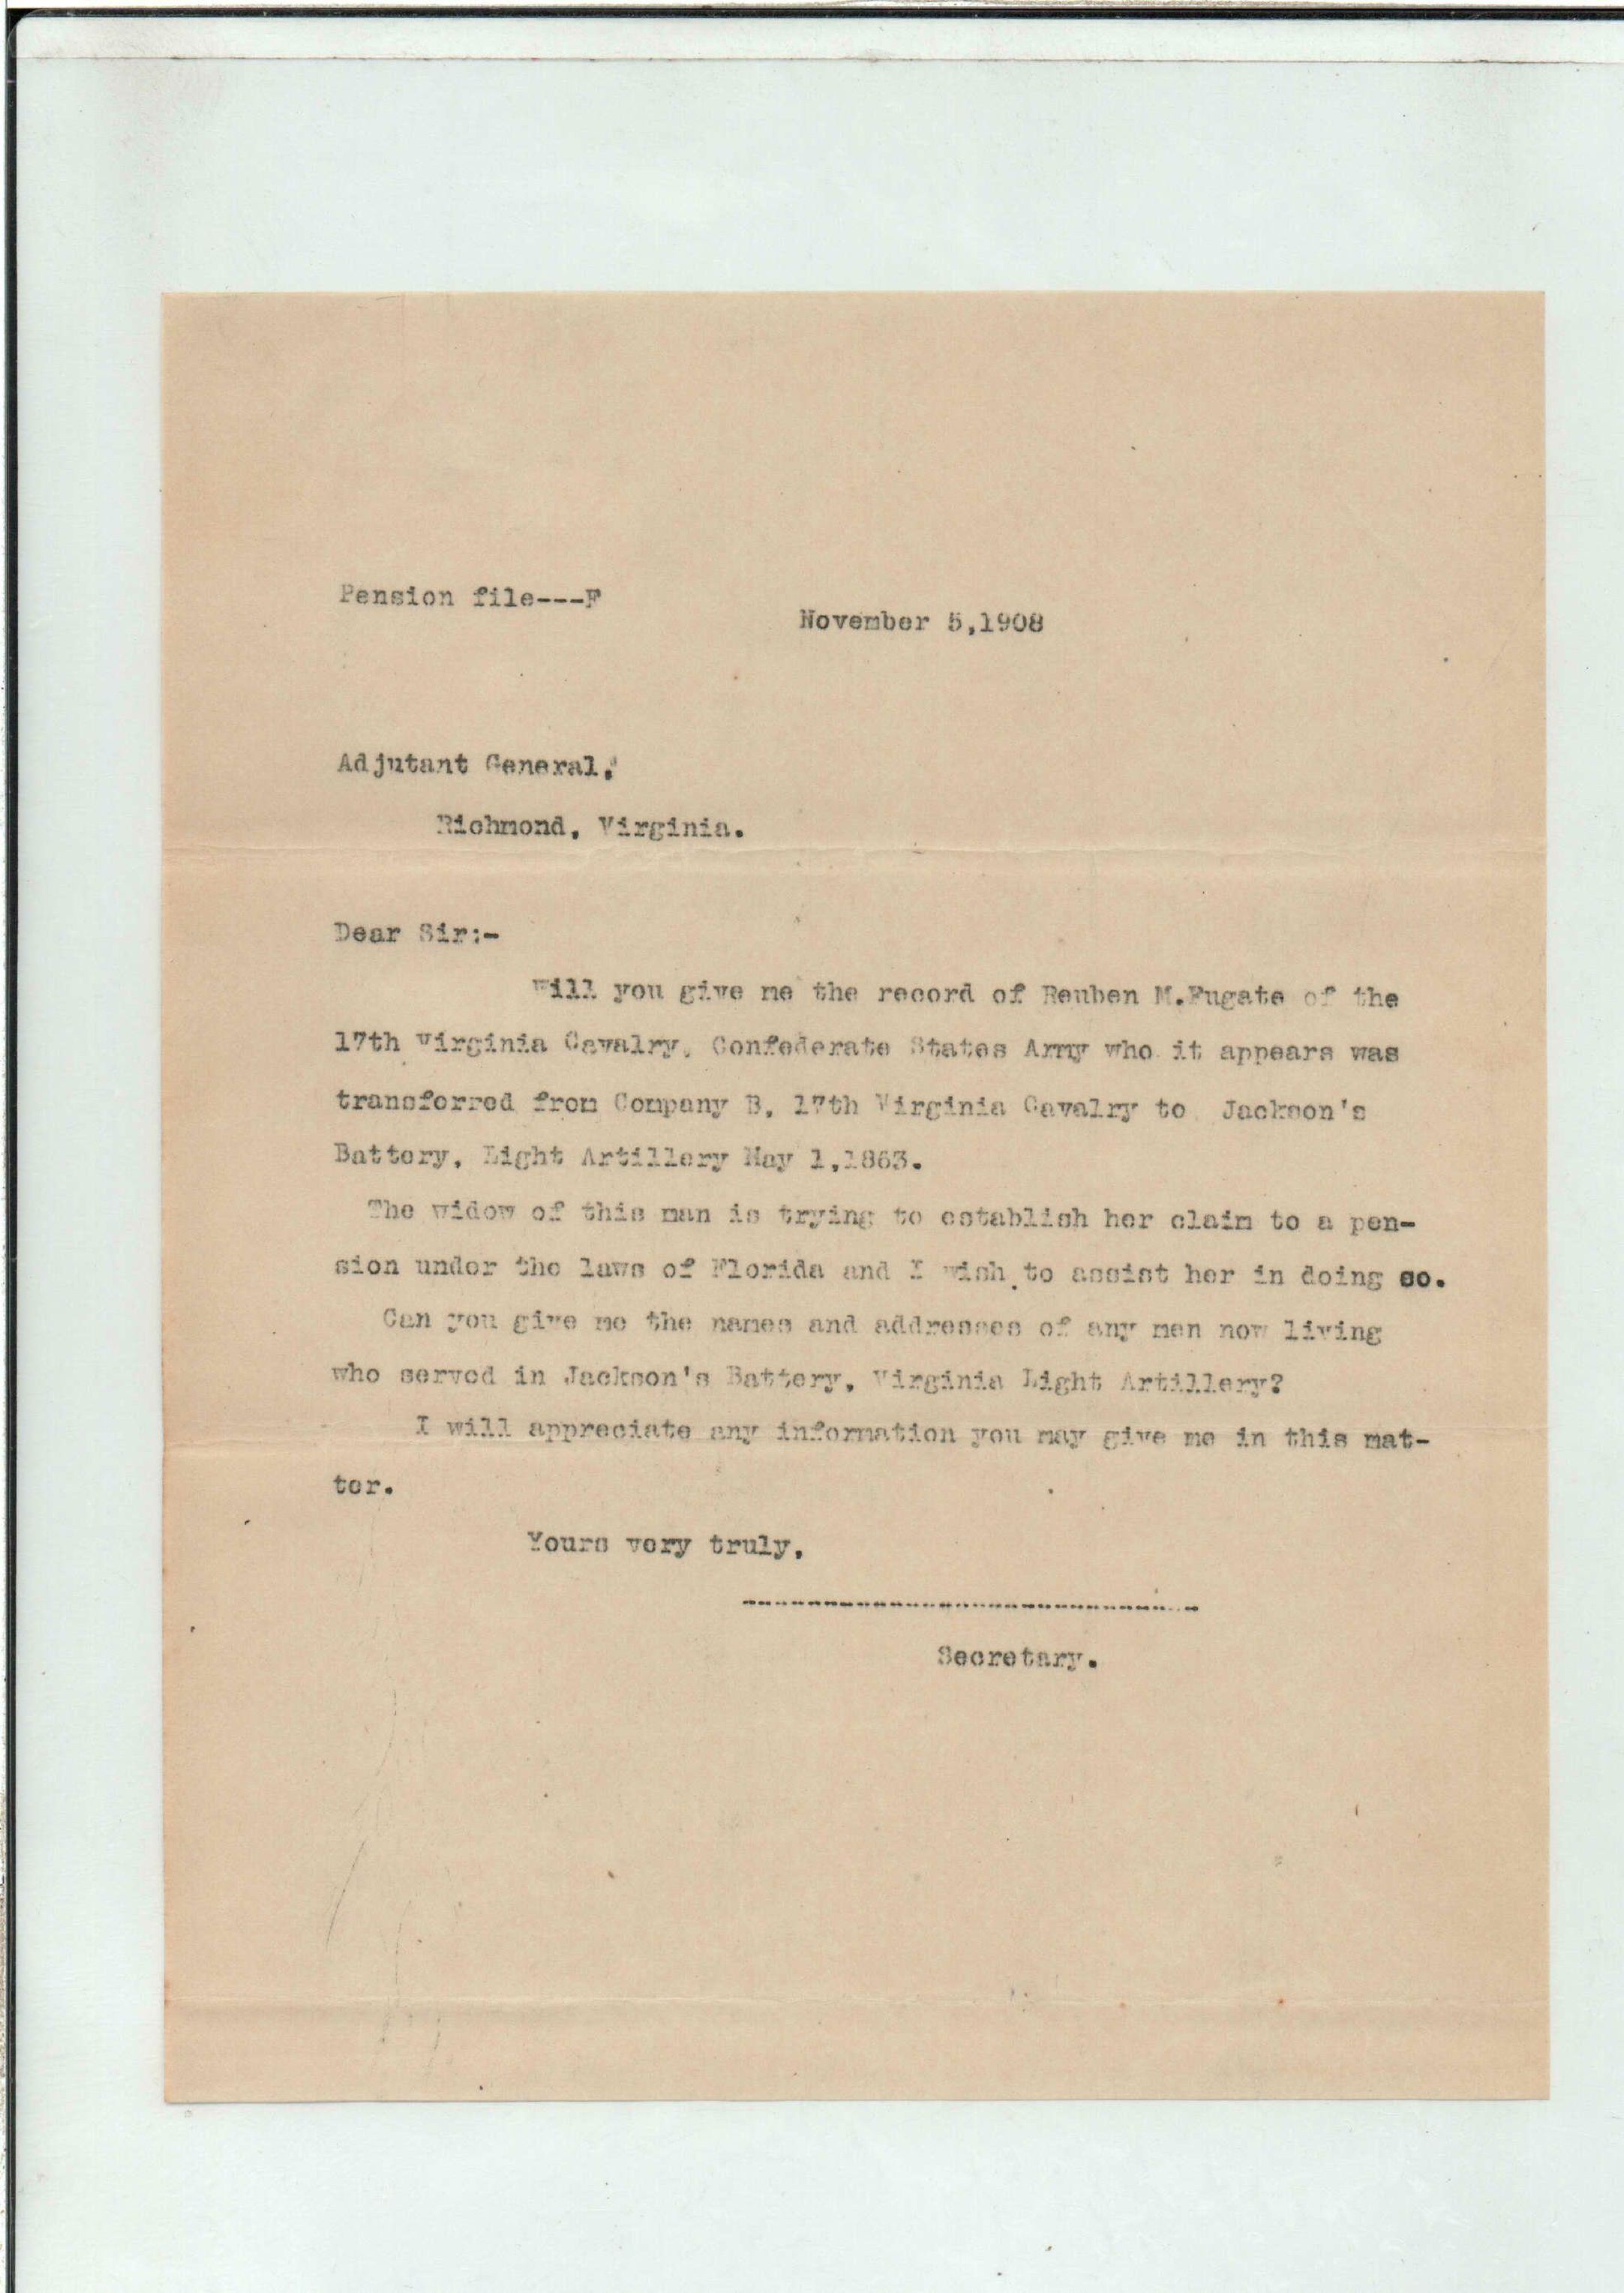 Pension file---F
November 5,1908
Adjutant General,
Richmond, Virginia.
Dear Sir:-
Will you give me the record of Reuben M.Fugate of the
17th Virginia Cavalry, Confederate States Army who it appears was
transferred from Company B, 17th Virginia Cavalry to Jackson's
Battery, Light Artillery May 1,1863.
The widow of this man is trying to establish her claim to a pen-
sion under the laws of Florida and I wish to assist her in doing so.
Can you give me the names and addresses of any men now living
who served in Jackson's Battery, Virginia Light Artillery?
I will appreciate any information you may give me in this mat-
ter.
Yours very truly,
Secretary.